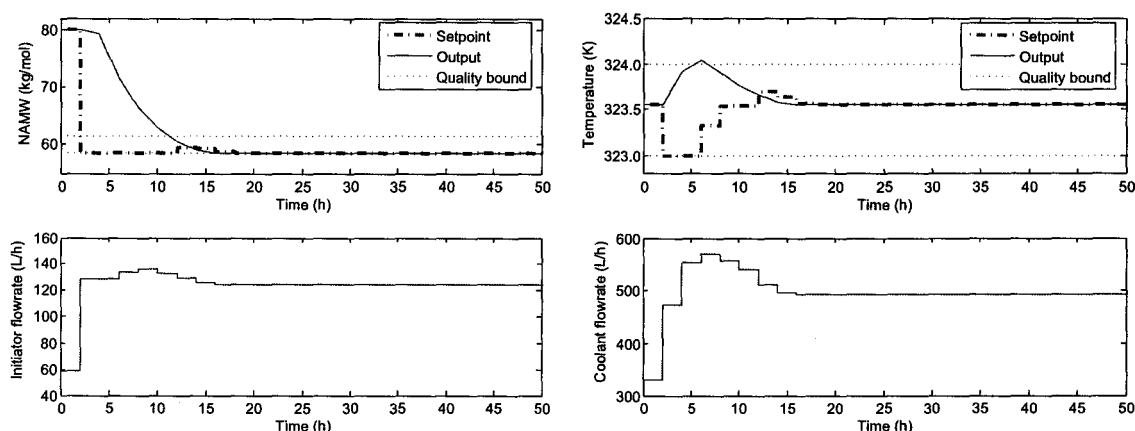 NAMW (kg/mol)
80
70
60
Setpoint
Output
Quality bound
0 5 10 15 20 25 30 35 40 45 50
Time (h)
Temperature (K)
324.5
324.0
323.5
323.0
Setpoint
Output
Quality bound
0 5 10 15 20 25 30 35 40 45 50
Time (h)
Initiator flowrate (L/h)
160
140
120
100
80
60
40
0 5 10 15 20 25 30 35 40 45 50
Time (h)
Coolant flowrate (L/h)
600
500
400
300
0 5 10 15 20 25 30 35 40 45 50
Time (h)